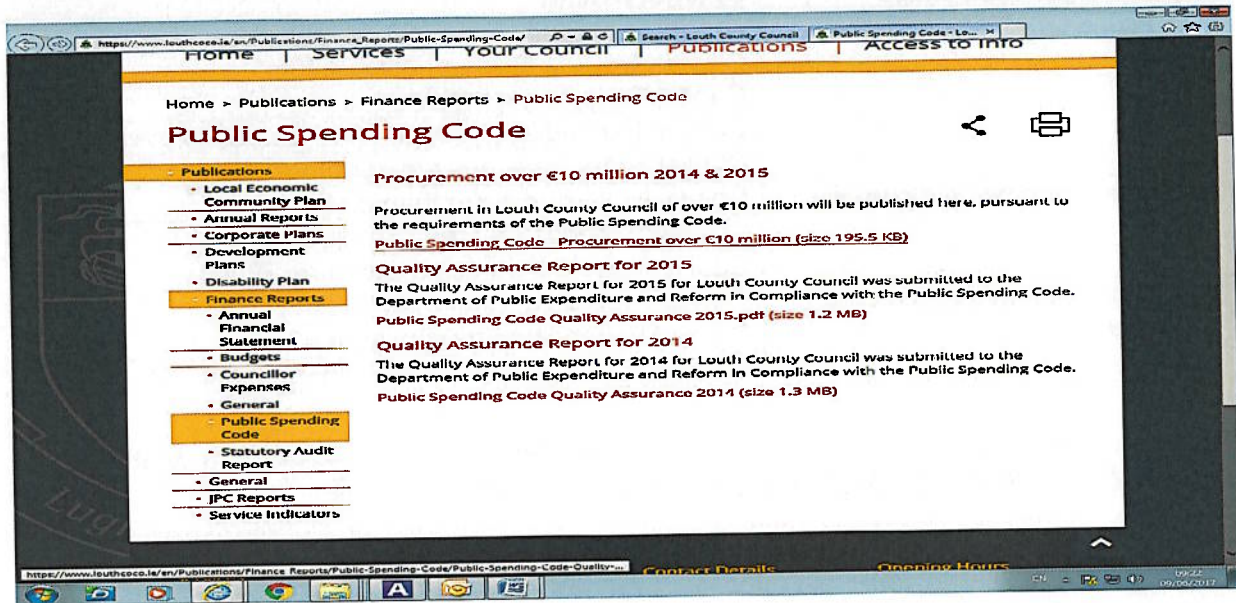 https://www.louthcoco.ie/en/Publications/Finance_Reports/Public-Spending-Code/
Search - Louth County Council
Public Spending Code - Lo...
Home | Services | Your Council | Publications | Access to Info
Home > Publications > Finance Reports > Public Spending Code
Public Spending Code
Publications
Local Economic
Community Plan
Annual Reports
Corporate Plans
Development
Plans
Disability Plan
Finance Reports
Annual
Financial
Statement
Budgets
Councillor
Expenses
General
Public Spending
Code
Statutory Audit
Report
General
JPC Reports
Service Indicators
Procurement over €10 million 2014 & 2015
Procurement in Louth County Council of over €10 million will be published here, pursuant to
the requirements of the Public Spending Code.
Public Spending Code Procurement over €10 million (size 195.5 KB)
Quality Assurance Report for 2015
The Quality Assurance Report for 2015 for Louth County Council was submitted to the
Department of Public Expenditure and Reform in Compliance with the Public Spending Code.
Public Spending Code Quality Assurance 2015.pdf (size 1.2 MB)
Quality Assurance Report for 2014
The Quality Assurance Report for 2014 for Louth County Council was submitted to the
Department of Public Expenditure and Reform in Compliance with the Public Spending Code.
Public Spending Code Quality Assurance 2014 (size 1.3 MB)
Contact Details
Opening Hours
https://www.louthcoco.ie/en/Publications/Finance_Reports/Public-Spending-Code/Public-Spending-Code-Quality-...
EN
09:22
09/06/2017